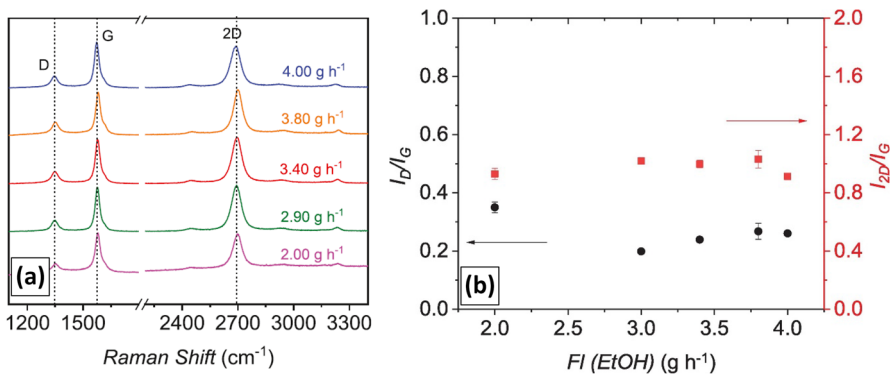 D
G
2D
4.00 g h⁻¹
3.80 g h⁻¹
3.40 g h⁻¹
2.90 g h⁻¹
2.00 g h⁻¹
(a)
1100 1500 2400 2700 3000 3300
Raman Shift (cm⁻¹)
1.0
0.8
0.6
0.4
0.2
0.0
I_D/I_G
2.0
1.6
1.2
0.8
0.4
0.0
I_2D/I_G
(b)
2.0 2.5 3.0 3.5 4.0
Fl (EtOH) (g h⁻¹)